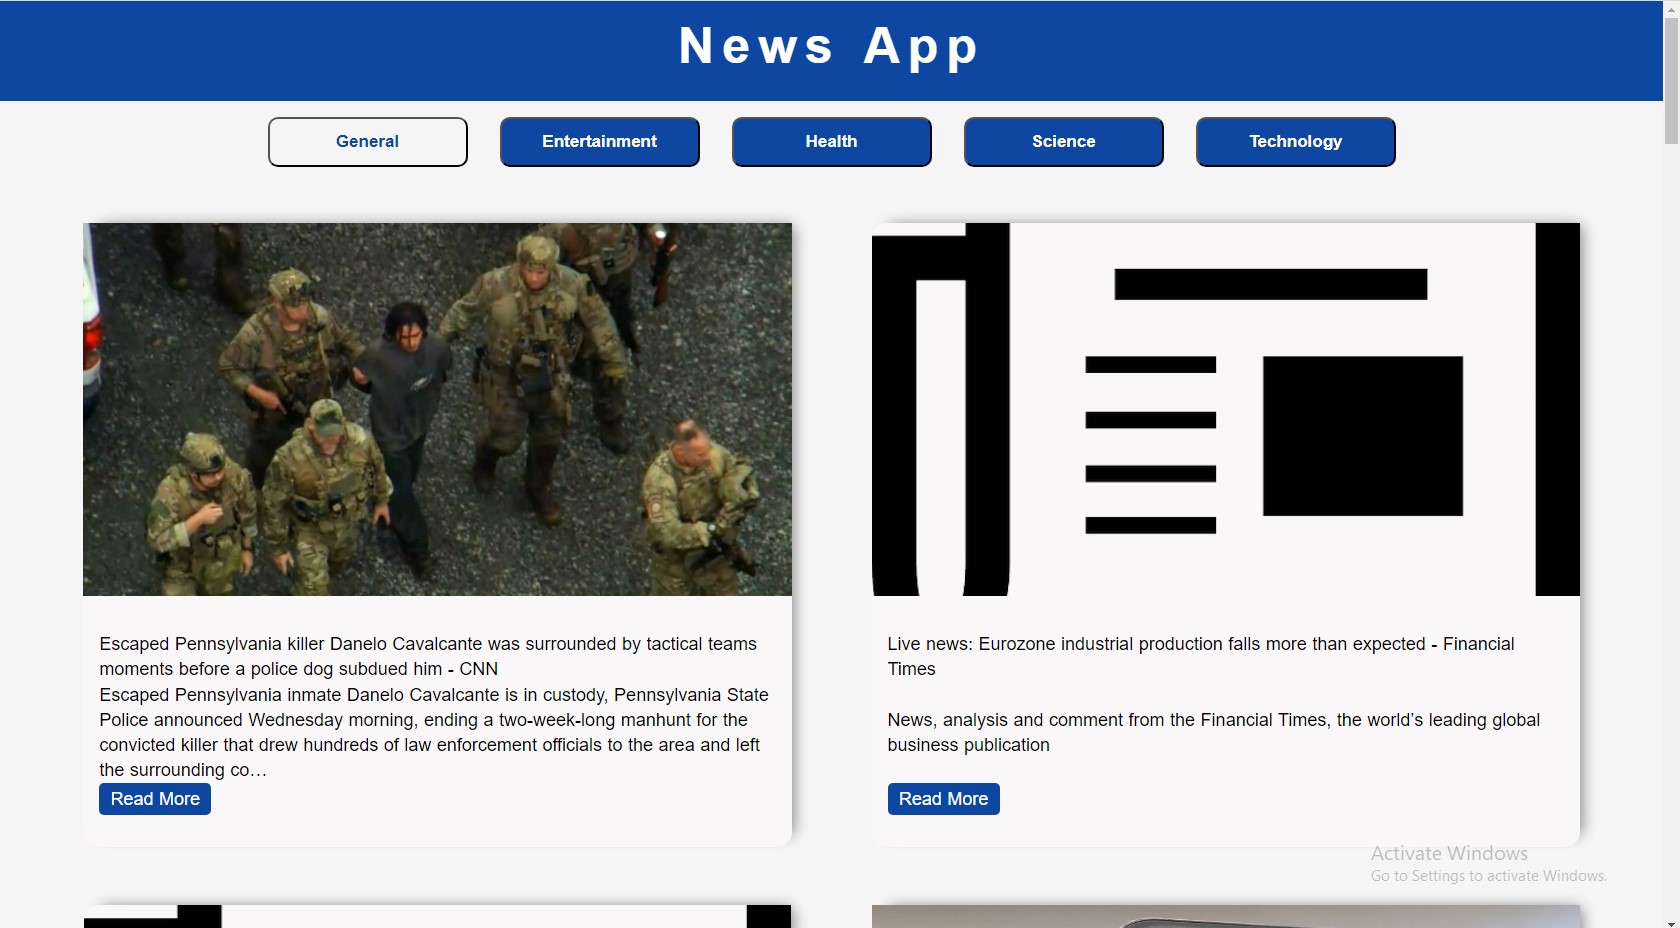 News App
General
Entertainment
Health
Science
Technology
Escaped Pennsylvania killer Danelo Cavalcante was surrounded by tactical teams
moments before a police dog subdued him - CNN
Escaped Pennsylvania inmate Danelo Cavalcante is in custody, Pennsylvania State
Police announced Wednesday morning, ending a two-week-long manhunt for the
convicted killer that drew hundreds of law enforcement officials to the area and left
the surrounding co…
Read More
Live news: Eurozone industrial production falls more than expected - Financial
Times
News, analysis and comment from the Financial Times, the world’s leading global
business publication
Read More
Activate Windows
Go to Settings to activate Windows.